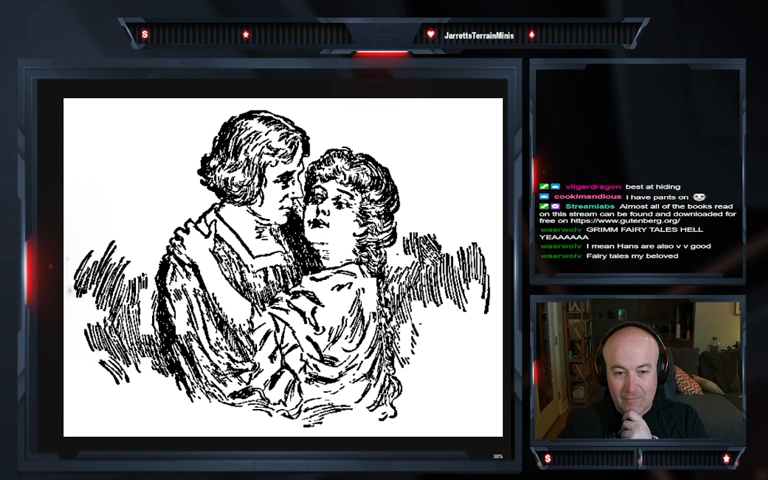 S
JarrettsTerrainMinis
vilgerdragon best at hiding
cookimandious i have pants on
Streamlabs Almost all of the books read
on this stream can be found and downloaded for
free on https://www.gutenberg.org/
waerwolv GRIMM FAIRY TALES HELL
YEAAAAAA
waerwolv I mean Hans are also v v good
waerwolv Fairy tales my beloved
38%
S